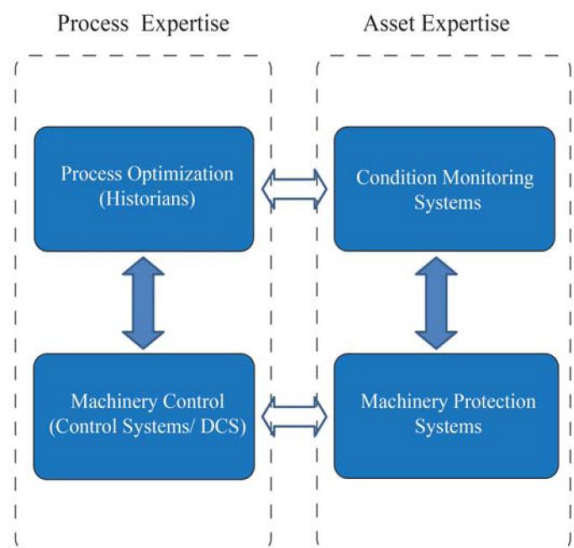 Process Expertise
Asset Expertise
Process Optimization
(Historians)
Condition Monitoring
Systems
Machinery Control
(Control Systems/ DCS)
Machinery Protection
Systems